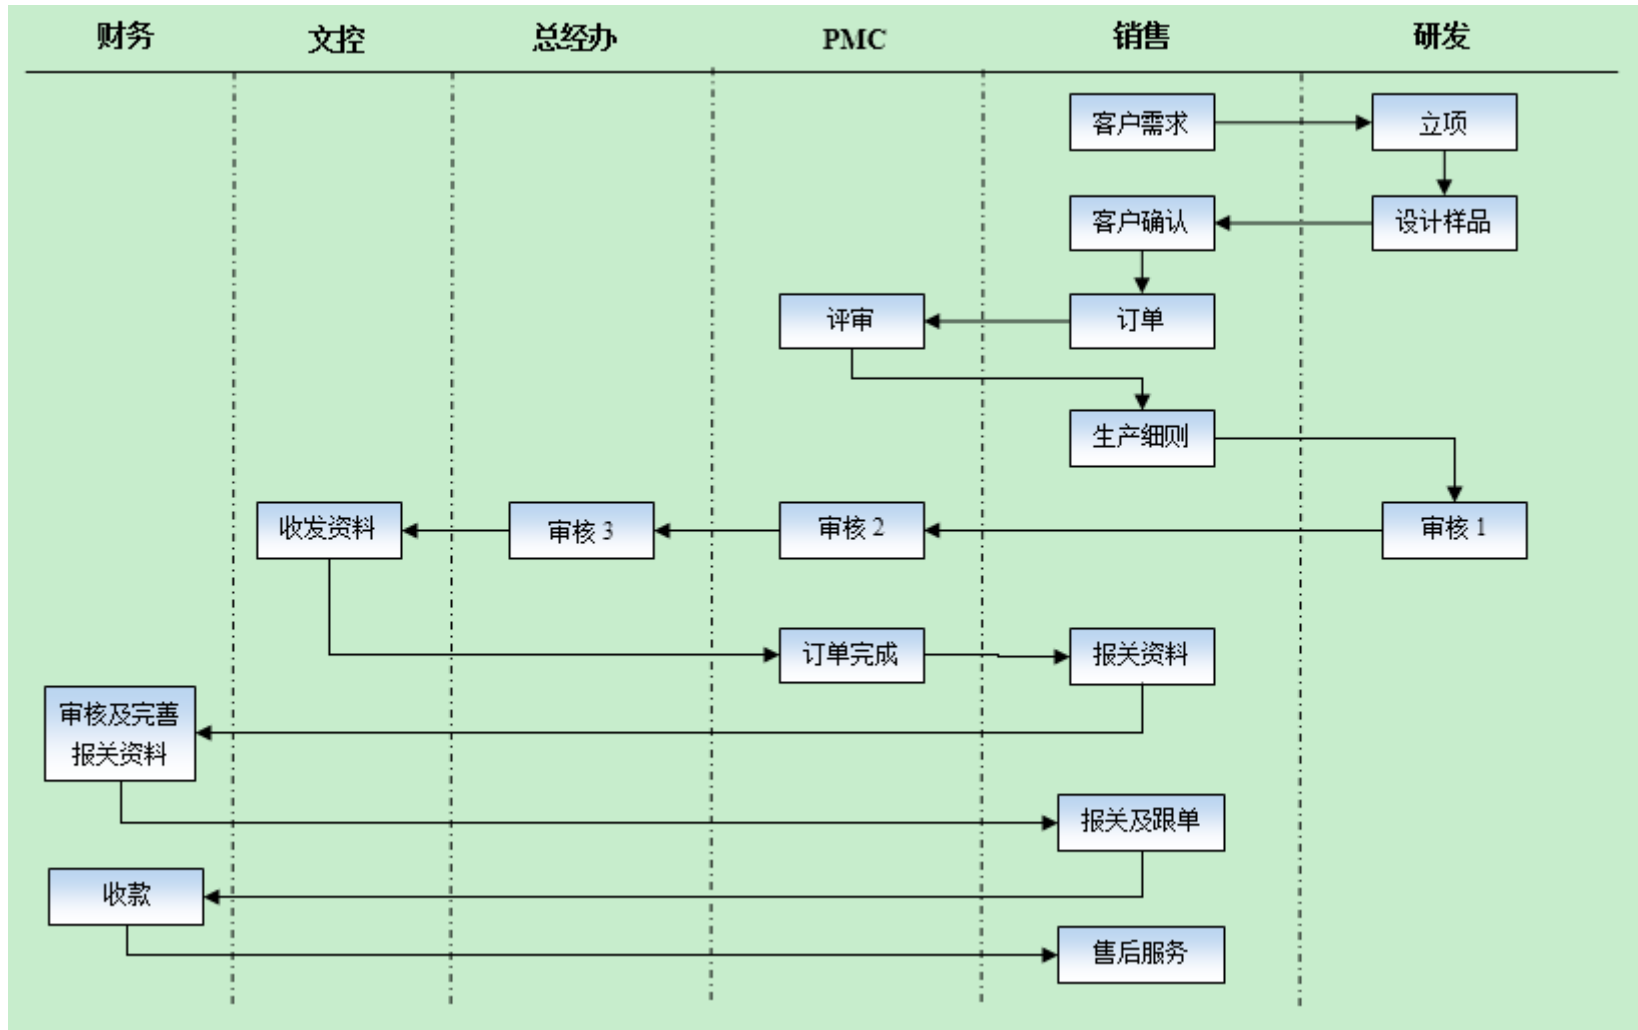 财务
文控
总经办
PMC
销售
研发
客户需求
立项
客户确认
设计样品
评审
订单
生产细则
收发资料
审核 3
审核 2
审核 1
订单完成
报关资料
审核及完善
报关资料
报关及跟单
收款
售后服务